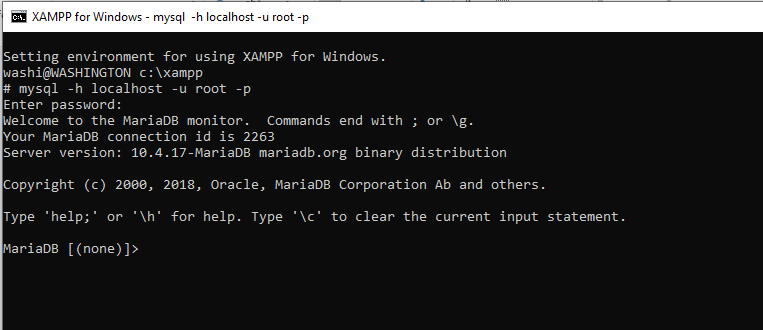 XAMPP for Windows - mysql -h localhost -u root -p
Setting environment for using XAMPP for Windows.
washi@WASHINGTON c:\xampp
# mysql -h localhost -u root -p
Enter password:
Welcome to the MariaDB monitor.  Commands end with ; or \g.
Your MariaDB connection id is 2263
Server version: 10.4.17-MariaDB mariadb.org binary distribution
Copyright (c) 2000, 2018, Oracle, MariaDB Corporation Ab and others.
Type 'help;' or '\h' for help. Type '\c' to clear the current input statement.
MariaDB [(none)]>